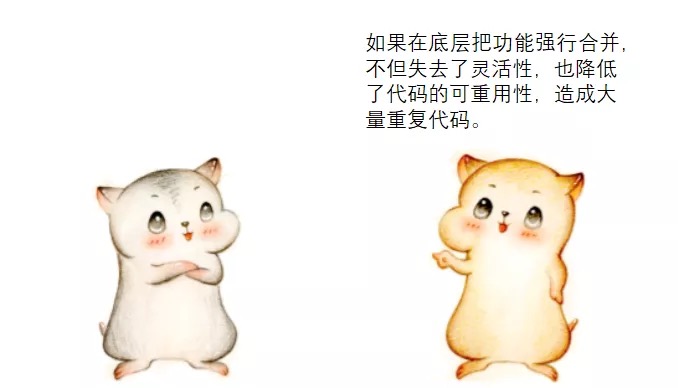 如果在底层把功能强行合并，
不但失去了灵活性，也降低
了代码的可重用性，造成大
量重复代码。